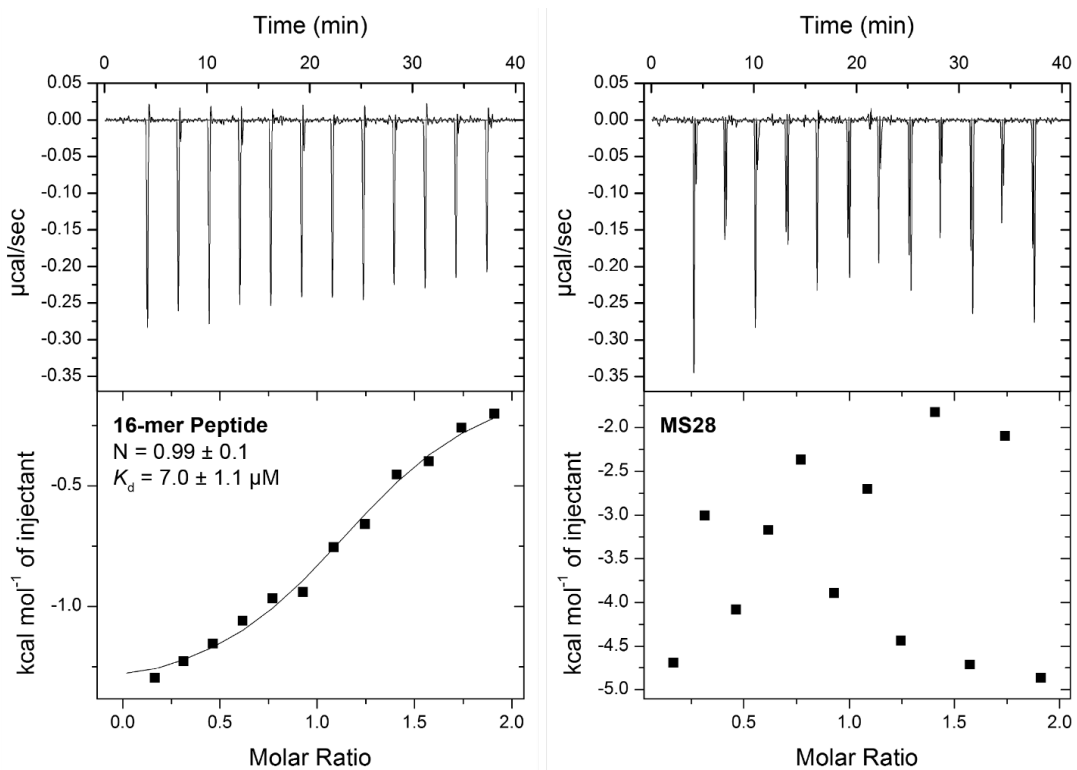 Time (min)
0 10 20 30 40
0.05
0.00
-0.05
-0.10
-0.15
-0.20
-0.25
-0.30
-0.35
µcal/sec
16-mer Peptide
N = 0.99 ± 0.1
Kd = 7.0 ± 1.1 µM
-0.5
-1.0
kcal mol-1 of injectant
0.0 0.5 1.0 1.5 2.0
Molar Ratio
Time (min)
0 10 20 30 40
0.05
0.00
-0.05
-0.10
-0.15
-0.20
-0.25
-0.30
-0.35
µcal/sec
MS28
-2.0
-2.5
-3.0
-3.5
-4.0
-4.5
-5.0
kcal mol-1 of injectant
0.5 1.0 1.5 2.0
Molar Ratio